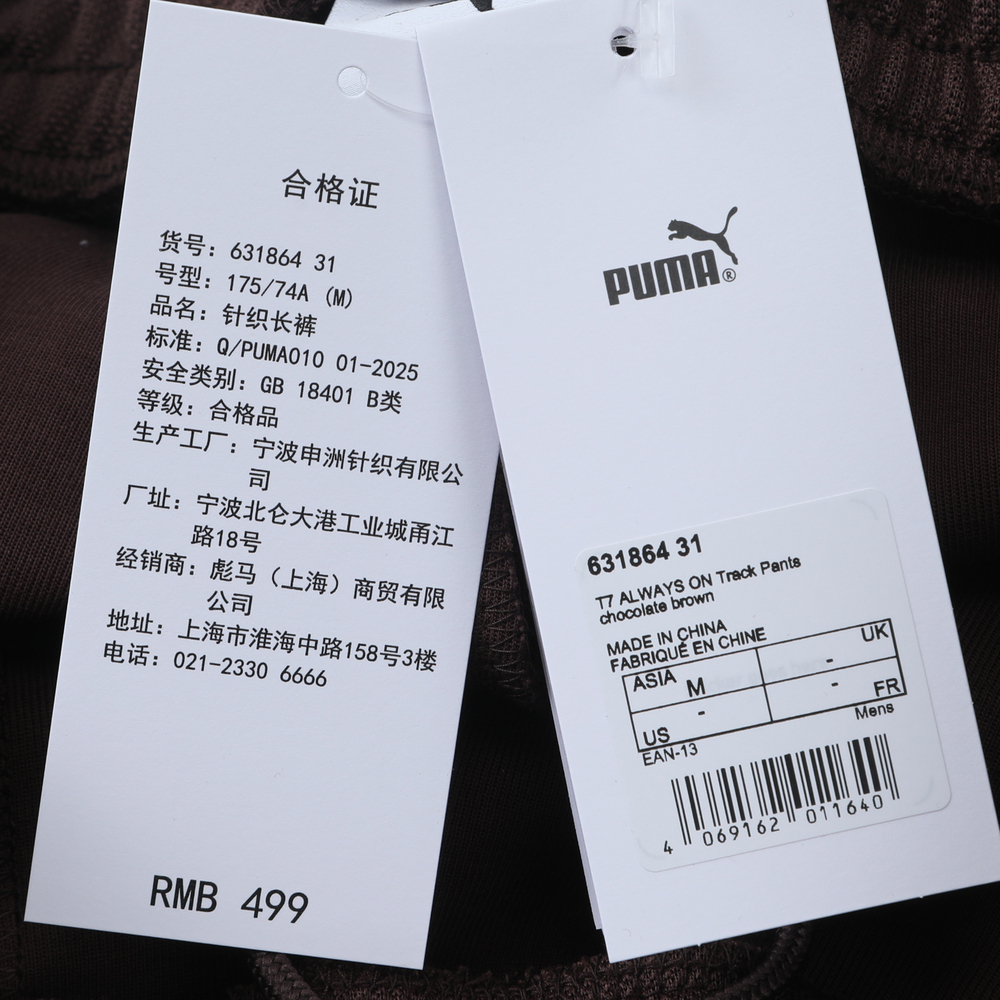 合格证
货号：631864 31
号型：175/74A (M)
品名：针织长裤
标准：Q/PUMA010 01-2025
安全类别：GB 18401 B类
等级：合格品
生产工厂：宁波申洲针织有限公
司
厂址：宁波北仑大港工业城甬江
路18号
经销商：彪马（上海）商贸有限
公司
地址：上海市淮海中路158号3楼
电话：021-2330 6666
RMB 499
PUMA®
631864 31
T7 ALWAYS ON Track Pants
chocolate brown
MADE IN CHINA
FABRIQUÉ EN CHINE
ASIA M - UK
US - - FR
EAN-13 Mens
4 069162 011640